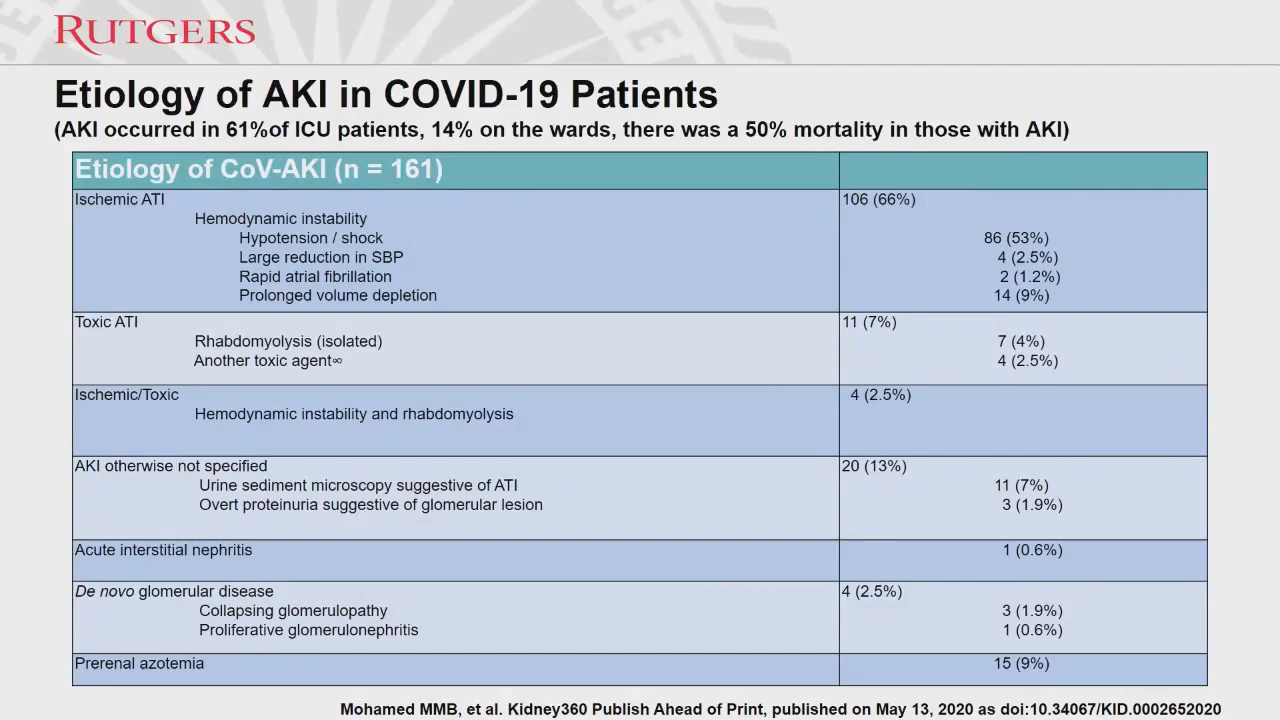 RUTGERS
Etiology of AKI in COVID-19 Patients
(AKI occurred in 61%of ICU patients, 14% on the wards, there was a 50% mortality in those with AKI)
Etiology of CoV-AKI (n = 161)
Ischemic ATI 106 (66%)
Hemodynamic instability
Hypotension / shock 86 (53%)
Large reduction in SBP 4 (2.5%)
Rapid atrial fibrillation 2 (1.2%)
Prolonged volume depletion 14 (9%)
Toxic ATI 11 (7%)
Rhabdomyolysis (isolated) 7 (4%)
Another toxic agent∞ 4 (2.5%)
Ischemic/Toxic 4 (2.5%)
Hemodynamic instability and rhabdomyolysis
AKI otherwise not specified 20 (13%)
Urine sediment microscopy suggestive of ATI 11 (7%)
Overt proteinuria suggestive of glomerular lesion 3 (1.9%)
Acute interstitial nephritis 1 (0.6%)
De novo glomerular disease 4 (2.5%)
Collapsing glomerulopathy 3 (1.9%)
Proliferative glomerulonephritis 1 (0.6%)
Prerenal azotemia 15 (9%)
Mohamed MMB, et al. Kidney360 Publish Ahead of Print, published on May 13, 2020 as doi:10.34067/KID.0002652020